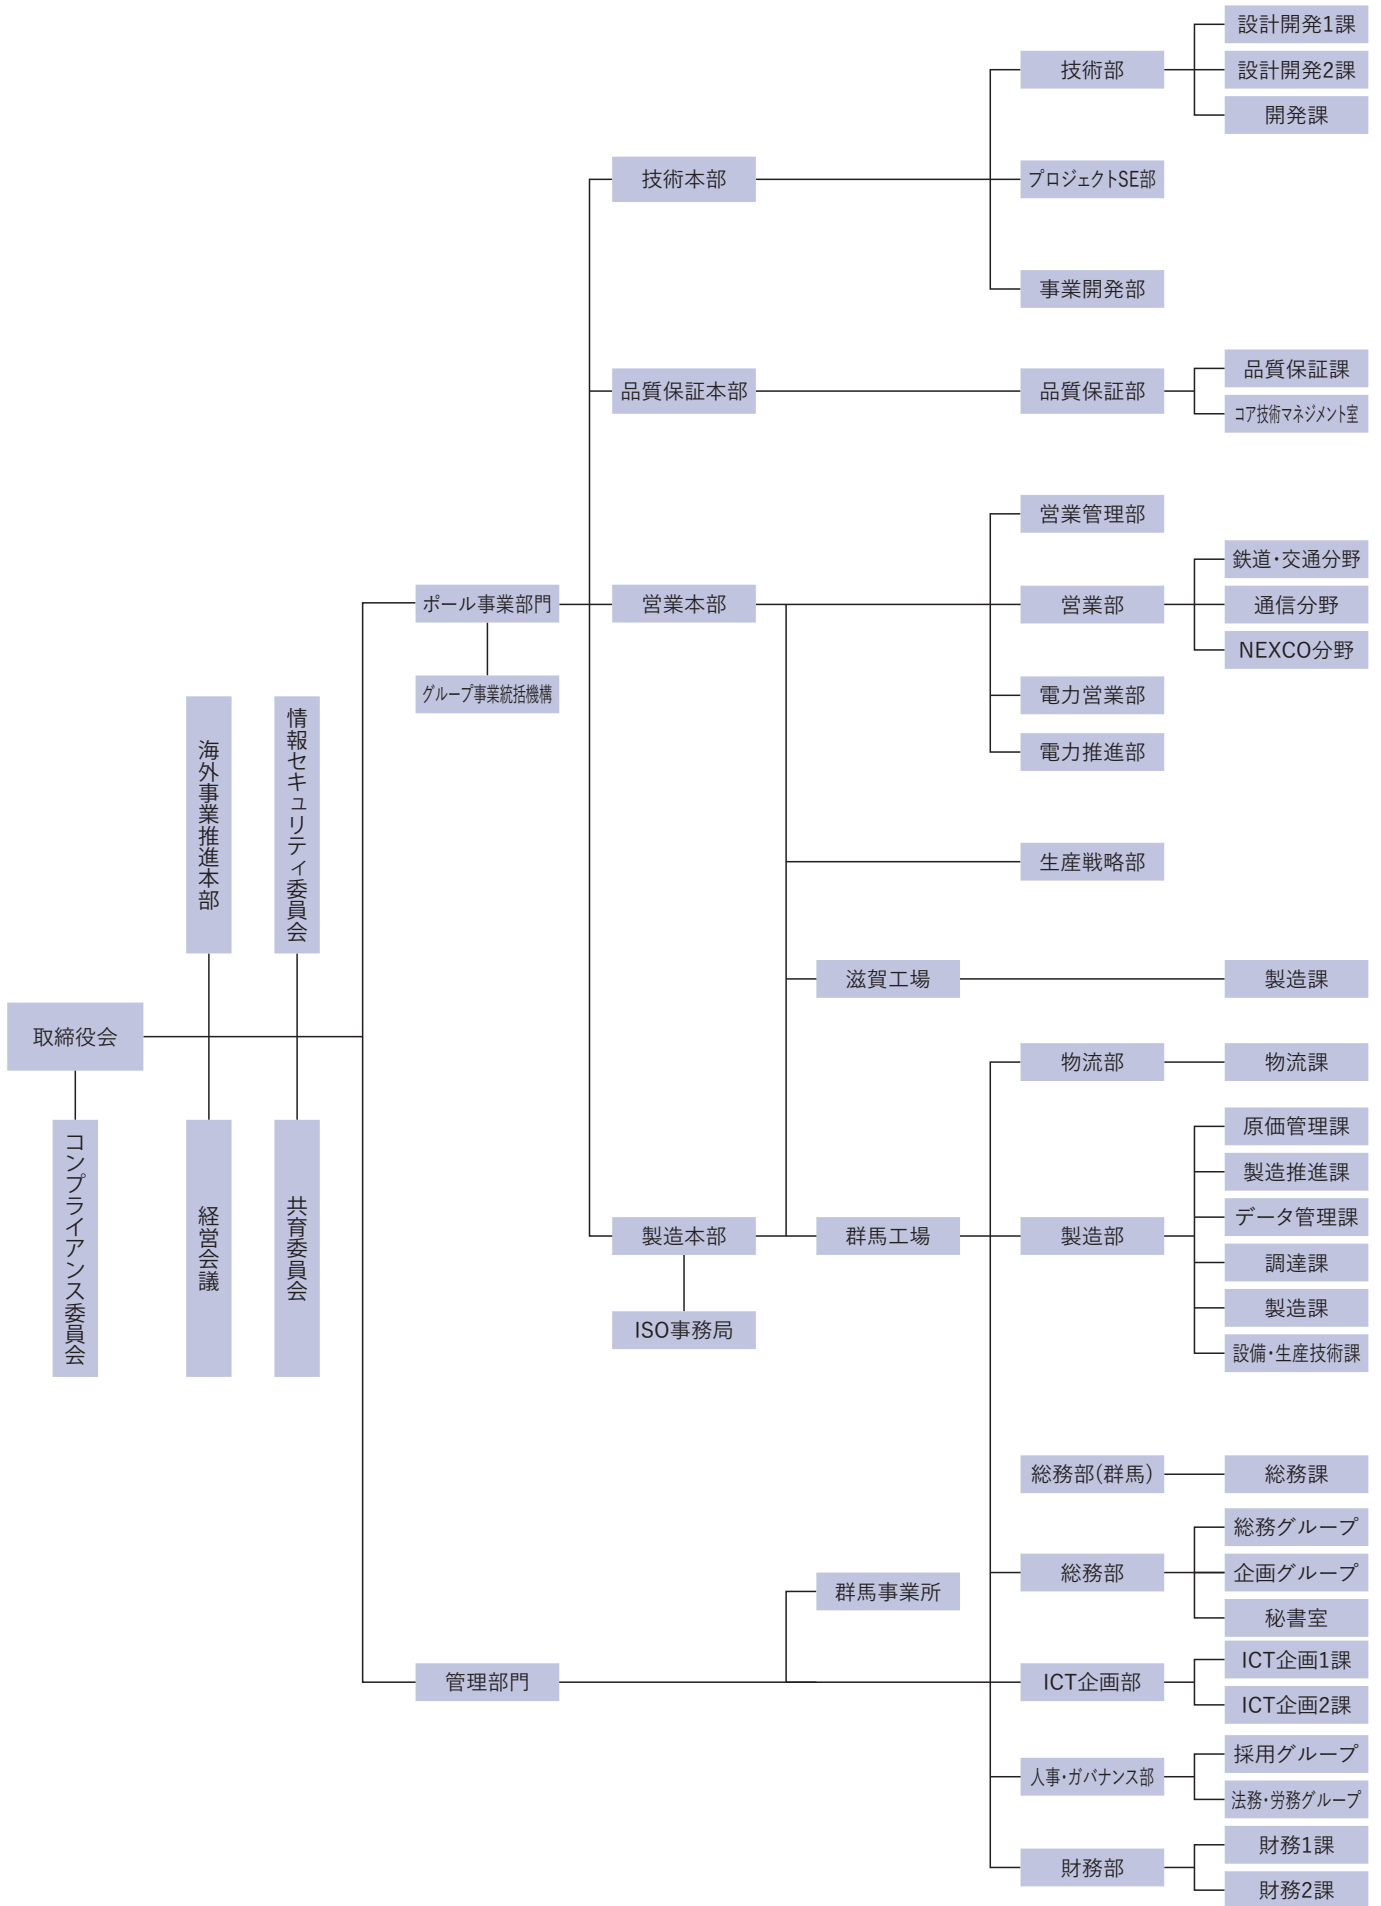 取締役会
コンプライアンス委員会
海外事業推進本部
経営会議
情報セキュリティ委員会
共育委員会
ポール事業部門
グループ事業統括機構
技術本部
技術部
設計開発1課
設計開発2課
開発課
プロジェクトSE部
事業開発部
品質保証本部
品質保証部
品質保証課
コア技術マネジメント室
営業本部
営業管理部
営業部
鉄道・交通分野
通信分野
NEXCO分野
電力営業部
電力推進部
生産戦略部
滋賀工場
製造課
製造本部
ISO事務局
群馬工場
物流部
物流課
製造部
原価管理課
製造推進課
データ管理課
調達課
製造課
設備・生産技術課
管理部門
群馬事業所
総務部(群馬)
総務課
総務部
総務グループ
企画グループ
秘書室
ICT企画部
ICT企画1課
ICT企画2課
人事・ガバナンス部
採用グループ
法務・労務グループ
財務部
財務1課
財務2課